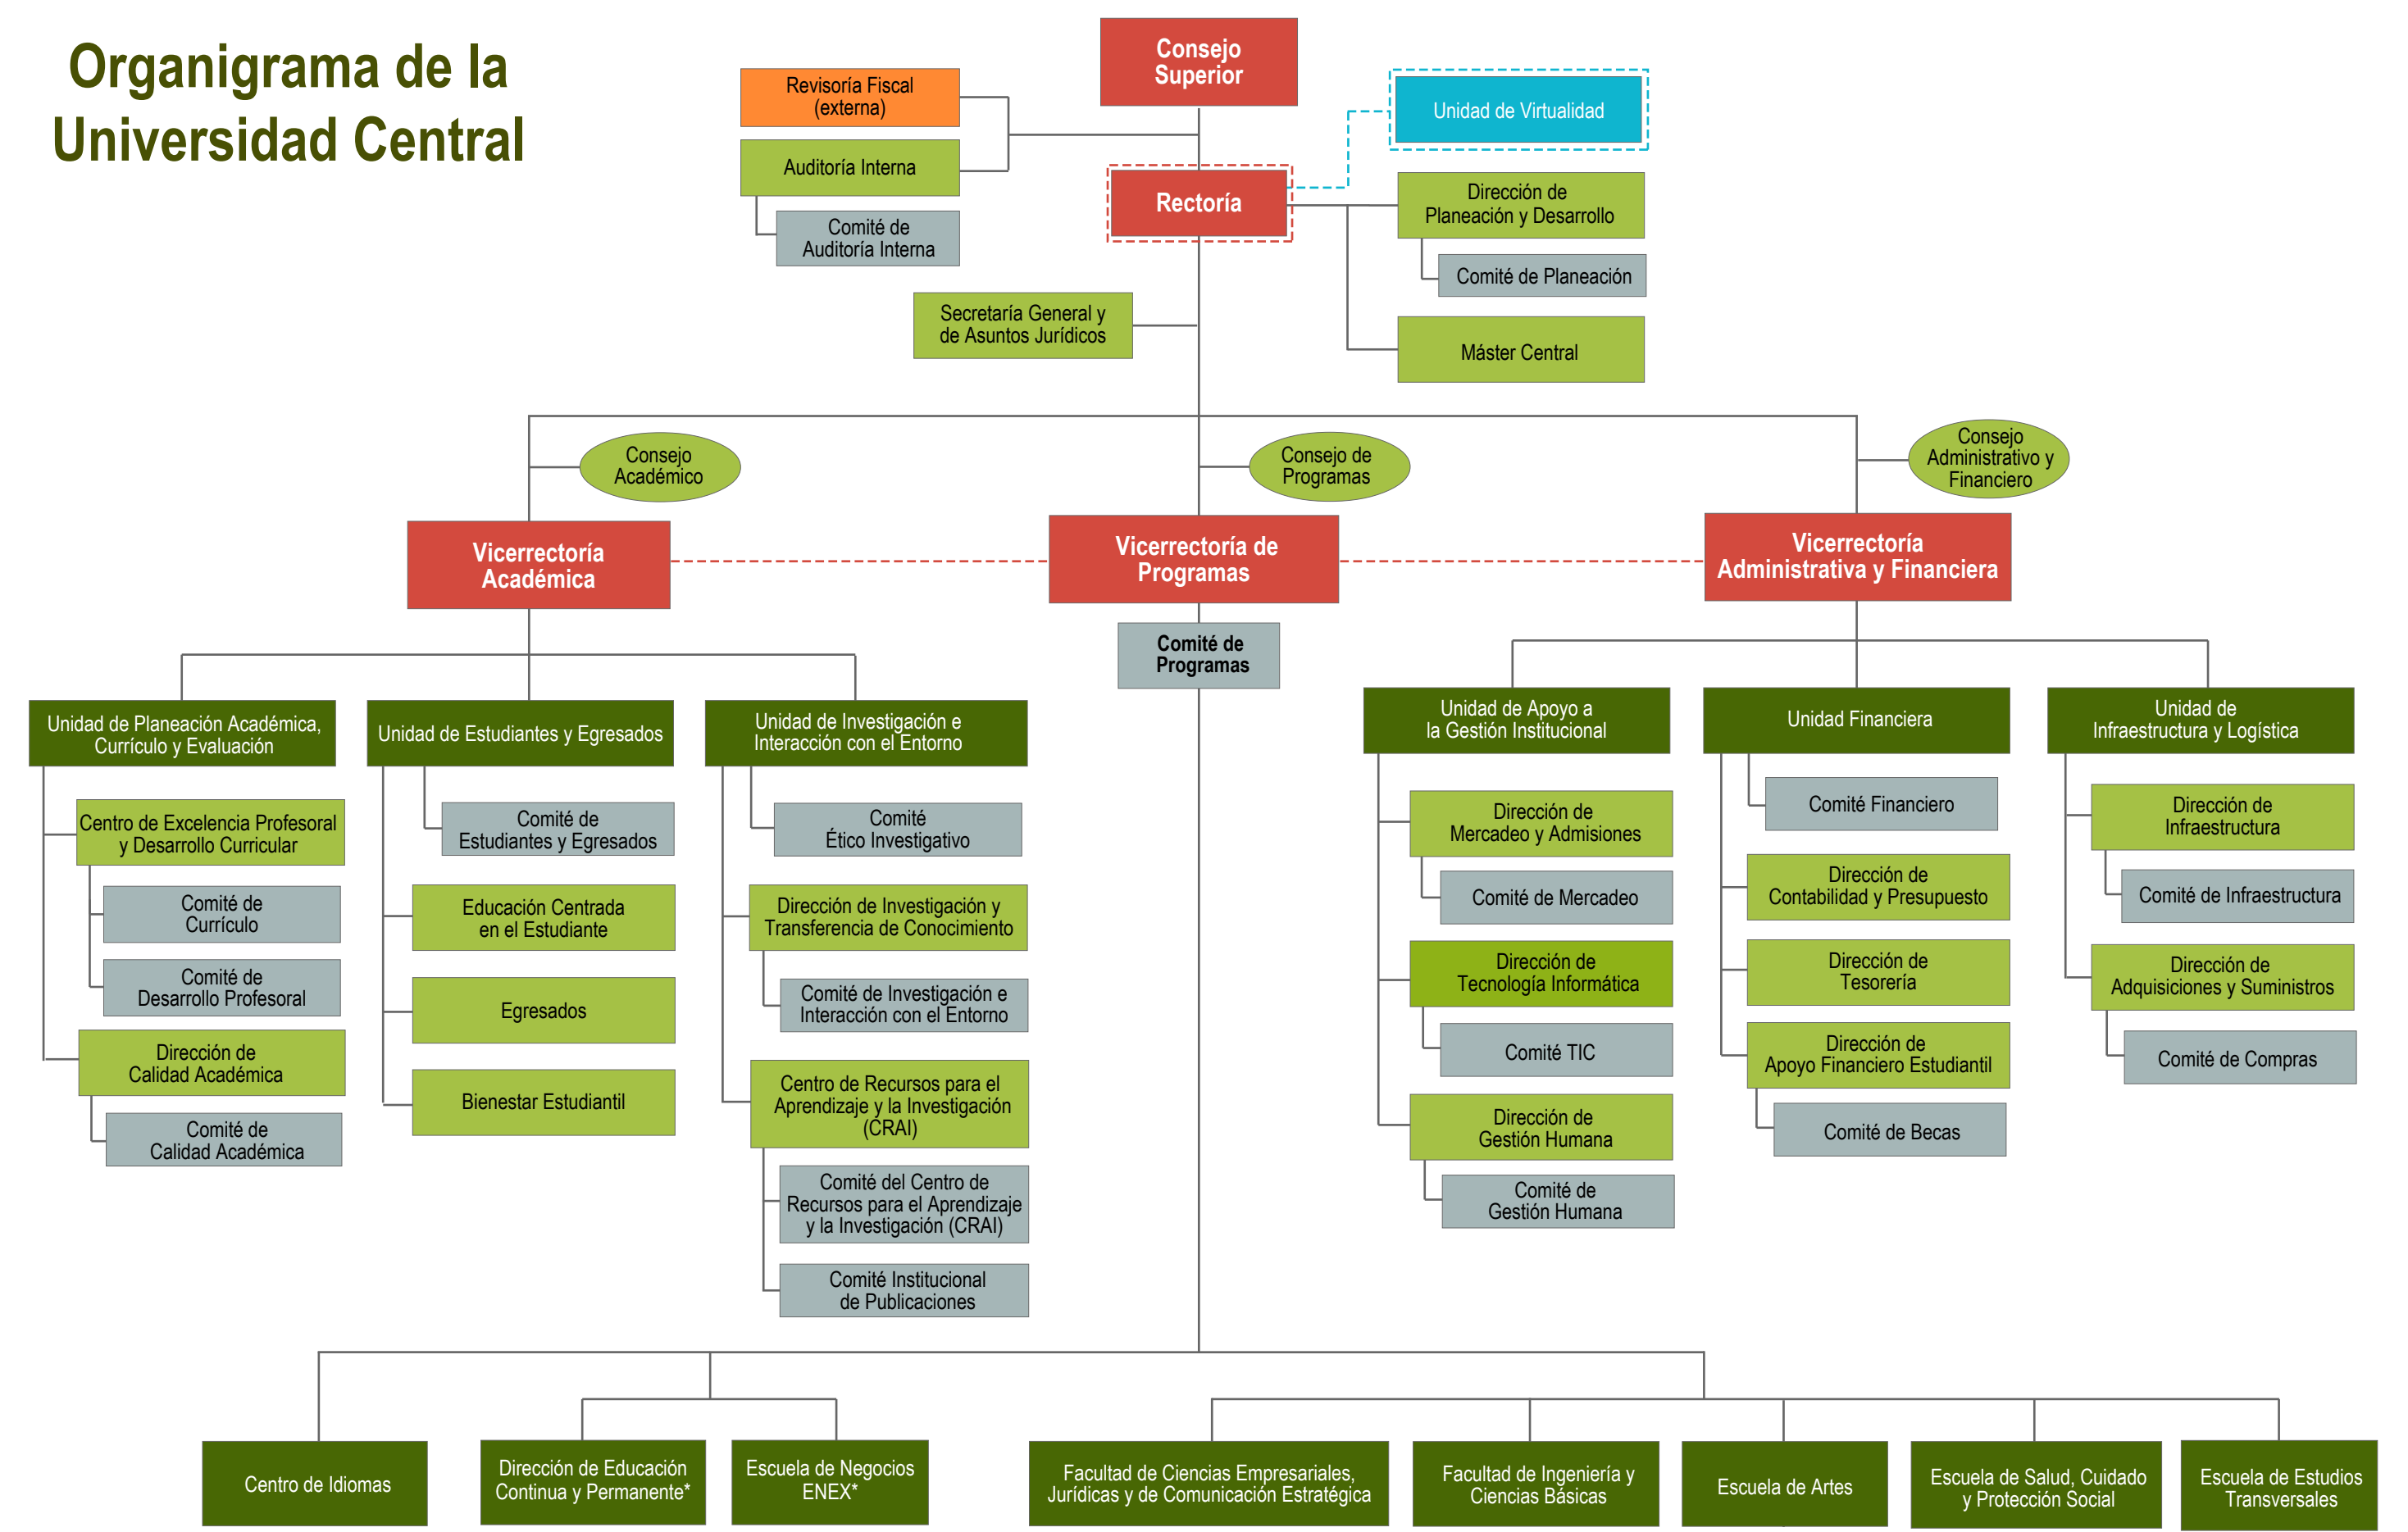 Organigrama de la
Universidad Central
Consejo
Superior
Revisoría Fiscal
(externa)
Unidad de Virtualidad
Auditoría Interna
Rectoría
Dirección de
Planeación y Desarrollo
Comité de
Auditoría Interna
Comité de Planeación
Secretaría General y
de Asuntos Jurídicos
Máster Central
Consejo
Académico
Consejo de
Programas
Consejo
Administrativo y
Financiero
Vicerrectoría
Académica
Vicerrectoría de
Programas
Vicerrectoría
Administrativa y Financiera
Comité de
Programas
Unidad de Planeación Académica,
Currículo y Evaluación
Centro de Excelencia Profesoral
y Desarrollo Curricular
Comité de
Currículo
Comité de
Desarrollo Profesoral
Dirección de
Calidad Académica
Comité de
Calidad Académica
Unidad de Estudiantes y Egresados
Comité de
Estudiantes y Egresados
Educación Centrada
en el Estudiante
Egresados
Bienestar Estudiantil
Unidad de Investigación e
Interacción con el Entorno
Comité
Ético Investigativo
Dirección de Investigación y
Transferencia de Conocimiento
Comité de Investigación e
Interacción con el Entorno
Centro de Recursos para el
Aprendizaje y la Investigación
(CRAI)
Comité del Centro de
Recursos para el Aprendizaje
y la Investigación (CRAI)
Comité Institucional
de Publicaciones
Unidad de Apoyo a
la Gestión Institucional
Dirección de
Mercadeo y Admisiones
Comité de Mercadeo
Dirección de
Tecnología Informática
Comité TIC
Dirección de
Gestión Humana
Comité de
Gestión Humana
Unidad Financiera
Comité Financiero
Dirección de
Contabilidad y Presupuesto
Dirección de
Tesorería
Dirección de
Apoyo Financiero Estudiantil
Comité de Becas
Unidad de
Infraestructura y Logística
Dirección de
Infraestructura
Comité de Infraestructura
Dirección de
Adquisiciones y Suministros
Comité de Compras
Centro de Idiomas
Dirección de Educación
Continua y Permanente*
Escuela de Negocios
ENEX*
Facultad de Ciencias Empresariales,
Jurídicas y de Comunicación Estratégica
Facultad de Ingeniería y
Ciencias Básicas
Escuela de Artes
Escuela de Salud, Cuidado
y Protección Social
Escuela de Estudios
Transversales